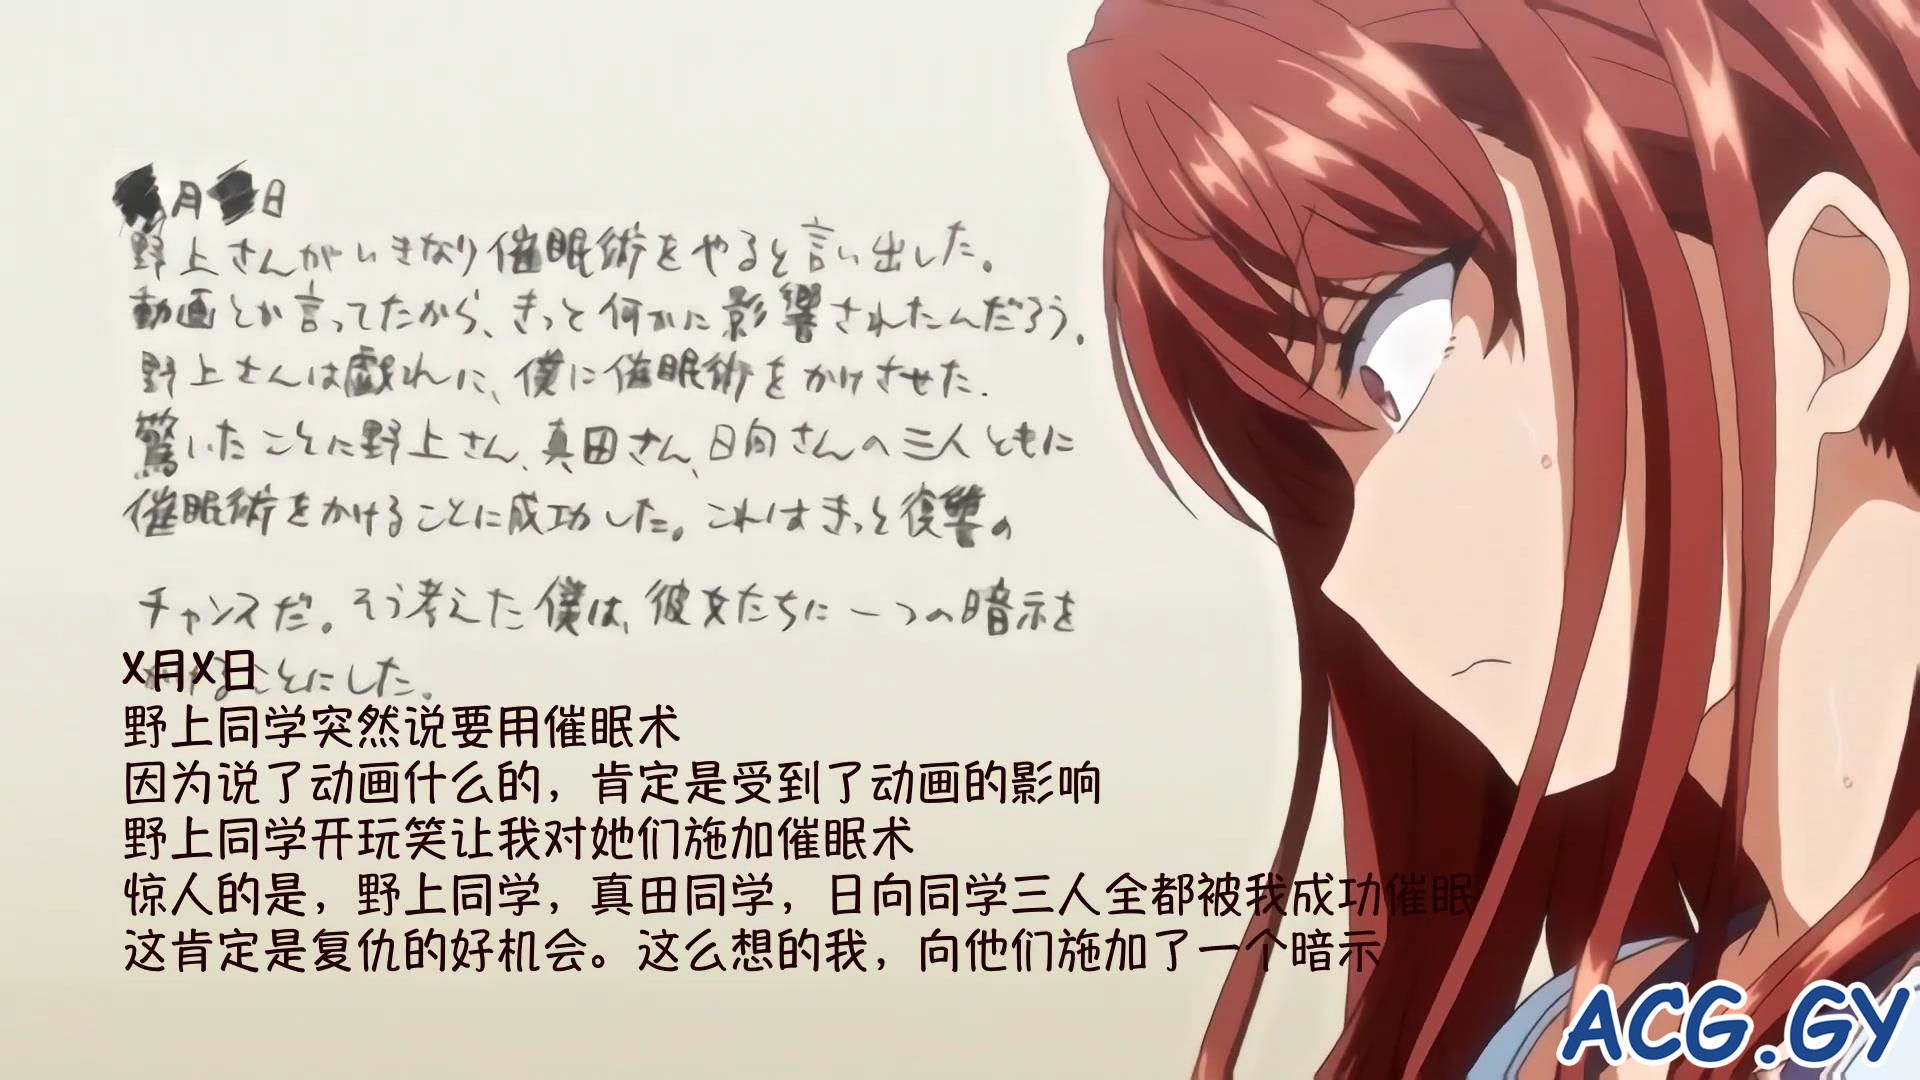 月 日
野上さんがいきなり催眠術をやると言い出した。
動画とか言ってたから、きっと何かに影響されたんだろう。
野上さんは戯れに、僕に催眠術をかけさせた。
驚いたことに野上さん、真田さん、日向さんの三人ともに
催眠術をかけることに成功した。これはきっと復讐の
チャンスだ。そう考えた僕は、彼女たちに一つの暗示を
ことにした。
X月X日
野上同学突然说要用催眠术
因为说了动画什么的，肯定是受到了动画的影响
野上同学开玩笑让我对她们施加催眠术
惊人的是，野上同学，真田同学，日向同学三人全都被我成功催眠
这肯定是复仇的好机会。这么想的我，向他们施加了一个暗示
ACG.GY